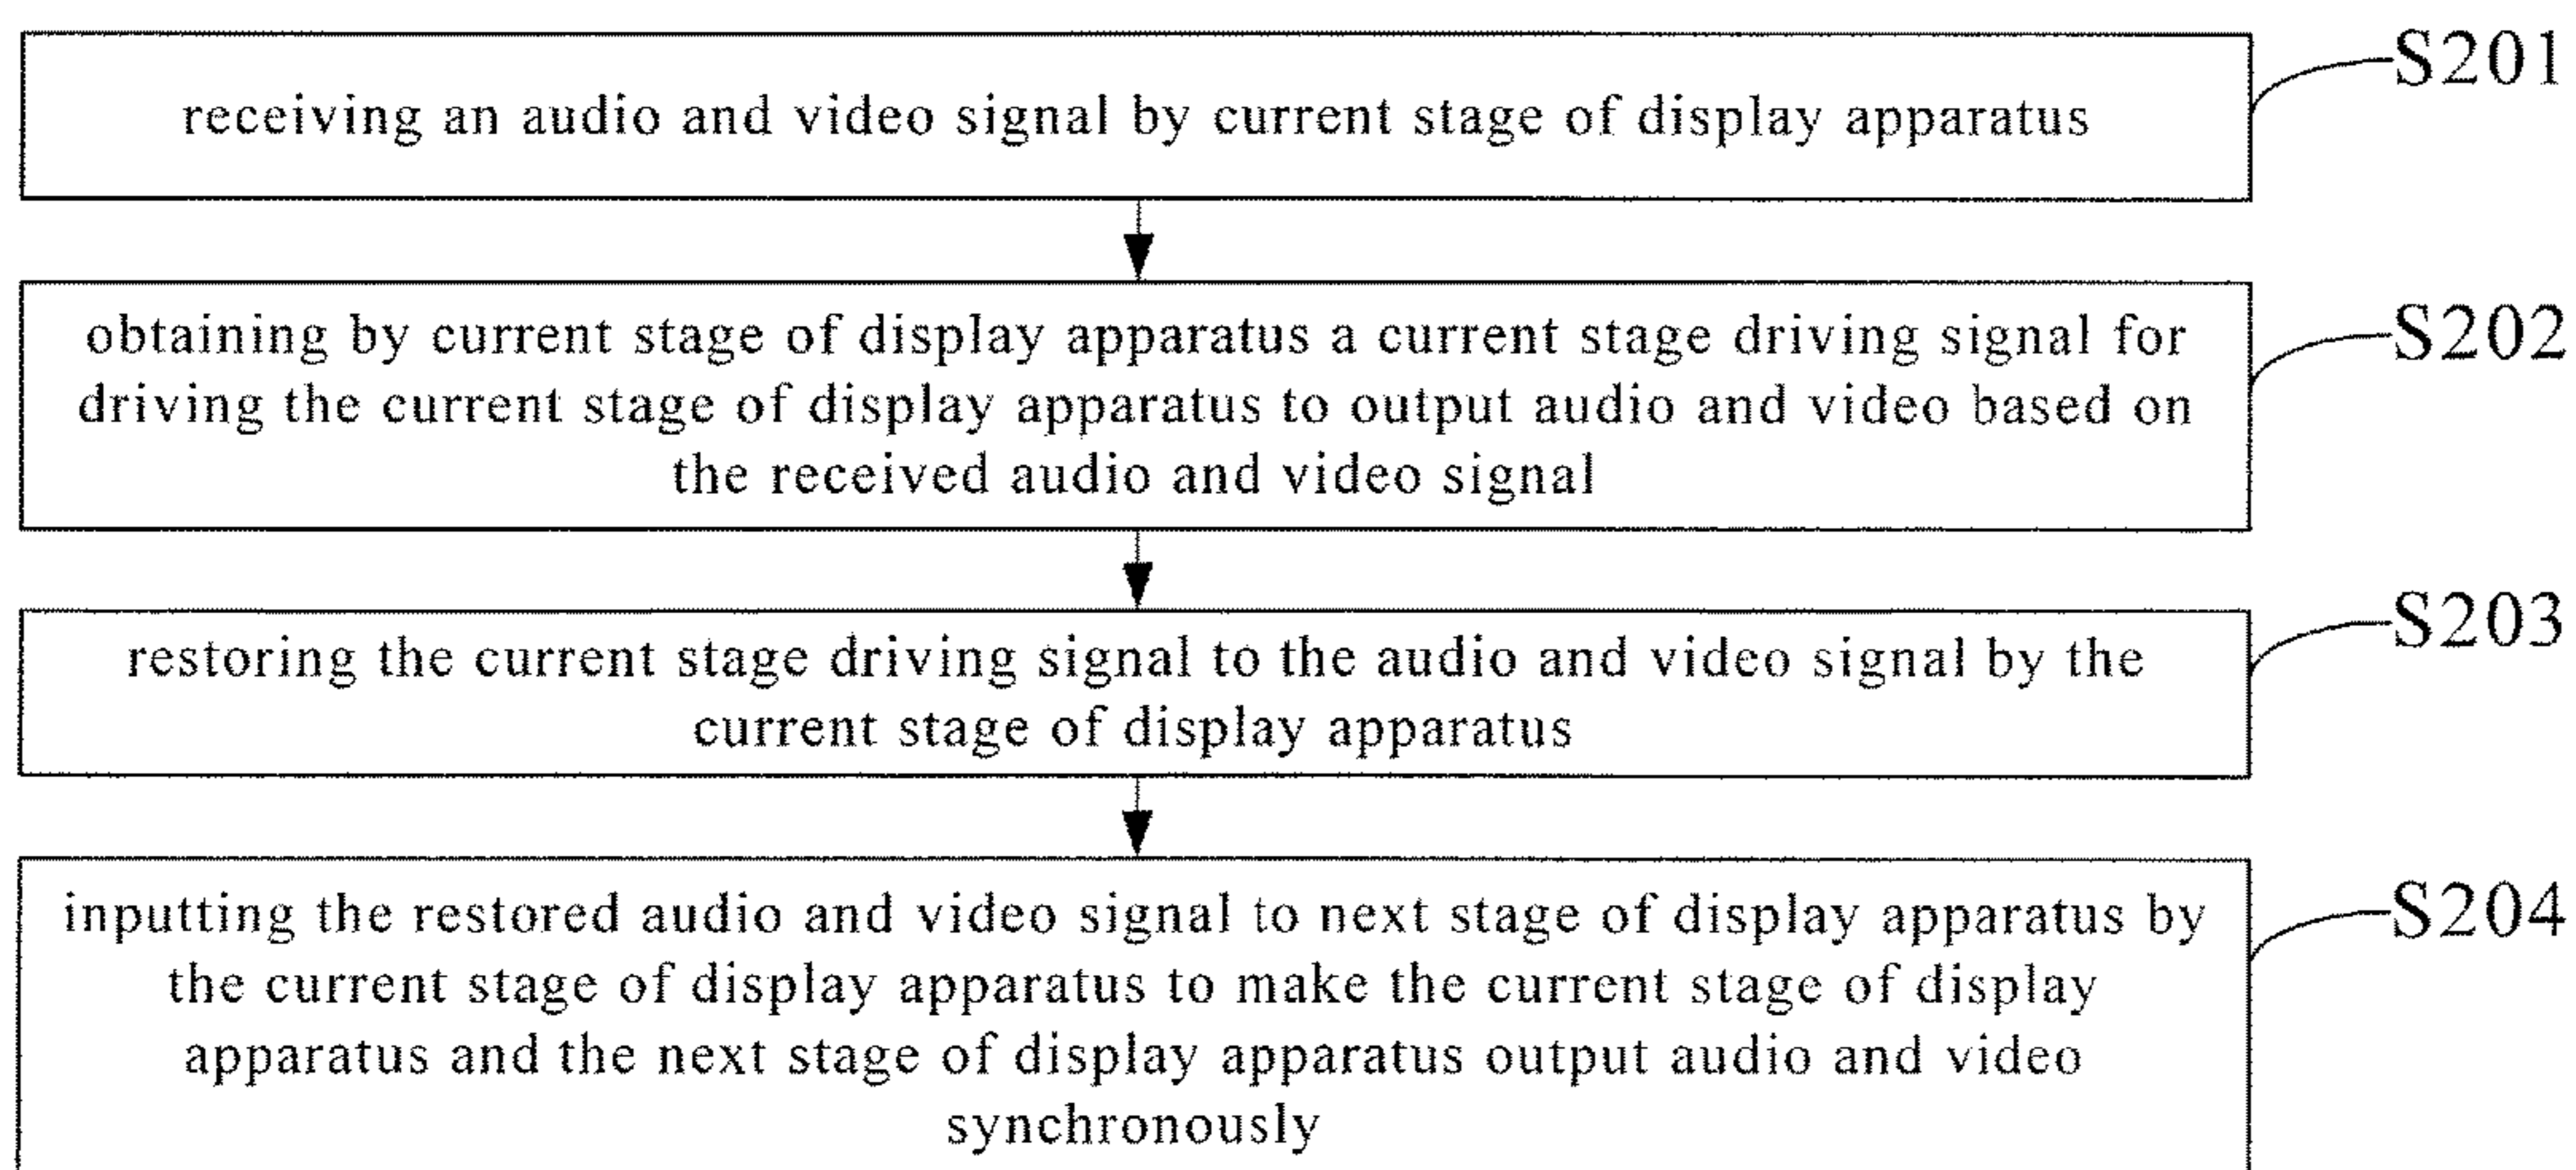 S201
receiving an audio and video signal by current stage of display apparatus
S202
obtaining by current stage of display apparatus a current stage driving signal for
driving the current stage of display apparatus to output audio and video based on
the received audio and video signal
S203
restoring the current stage driving signal to the audio and video signal by the
current stage of display apparatus
S204
inputting the restored audio and video signal to next stage of display apparatus by
the current stage of display apparatus to make the current stage of display
apparatus and the next stage of display apparatus output audio and video
synchronously